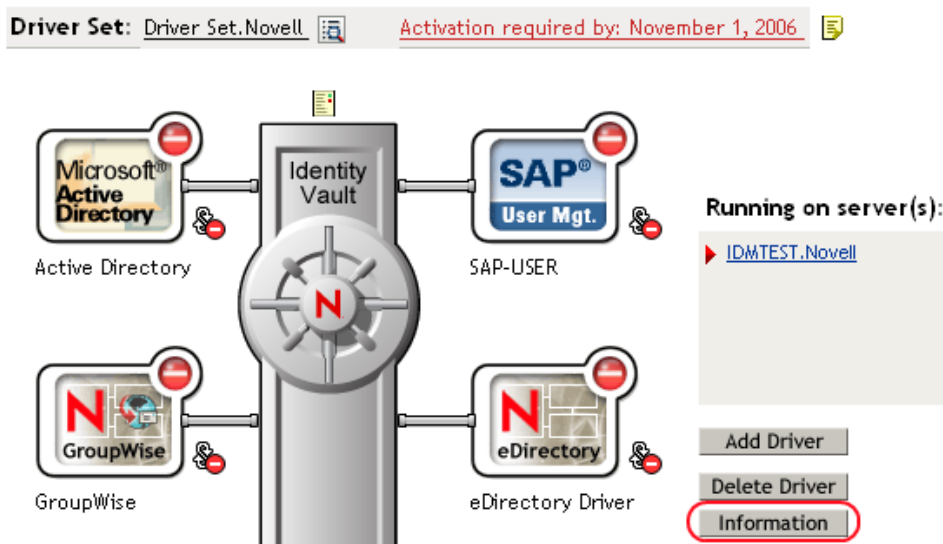 Driver Set: Driver Set.Novell Activation required by: November 1, 2006
Microsoft®
Active
Directory
Active Directory
Identity
Vault
N
SAP®
User Mgt.
SAP-USER
Running on server(s):
IDMTEST.Novell
N
GroupWise
GroupWise
N
eDirectory
eDirectory Driver
Add Driver
Delete Driver
Information